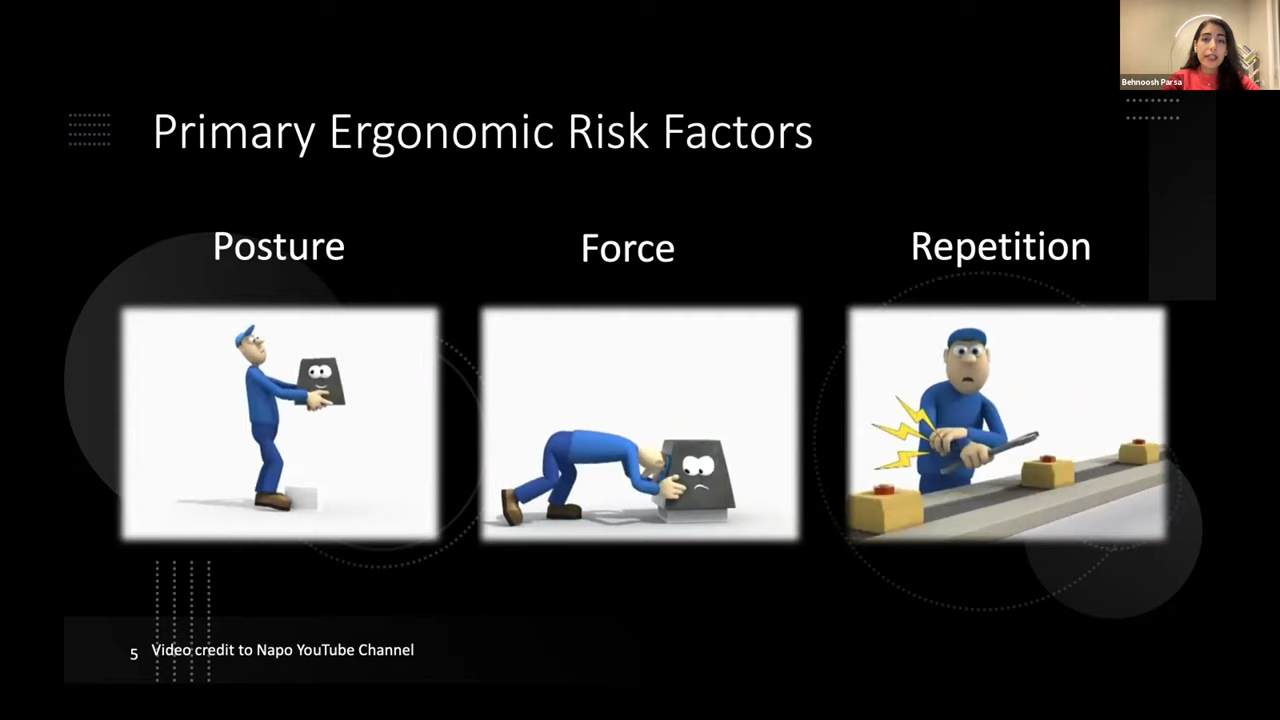 Behnoosh Parsa
Primary Ergonomic Risk Factors
Posture
Force
Repetition
5 Video credit to Napo YouTube Channel